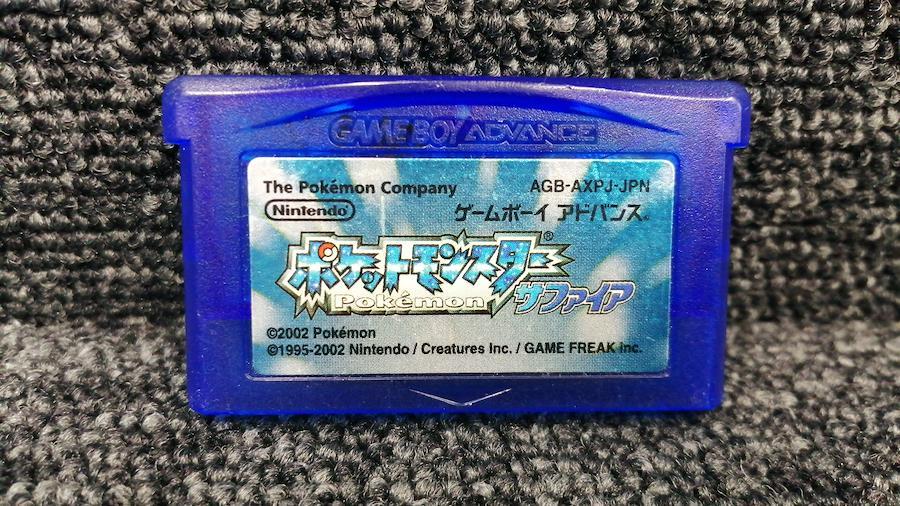 GAME BOY ADVANCE
The Pokémon Company AGB-AXPJ-JPN
Nintendo ゲームボーイ アドバンス®
ポケットモンスター®
Pokémon サファイア
©2002 Pokémon
©1995-2002 Nintendo / Creatures Inc. / GAME FREAK inc.